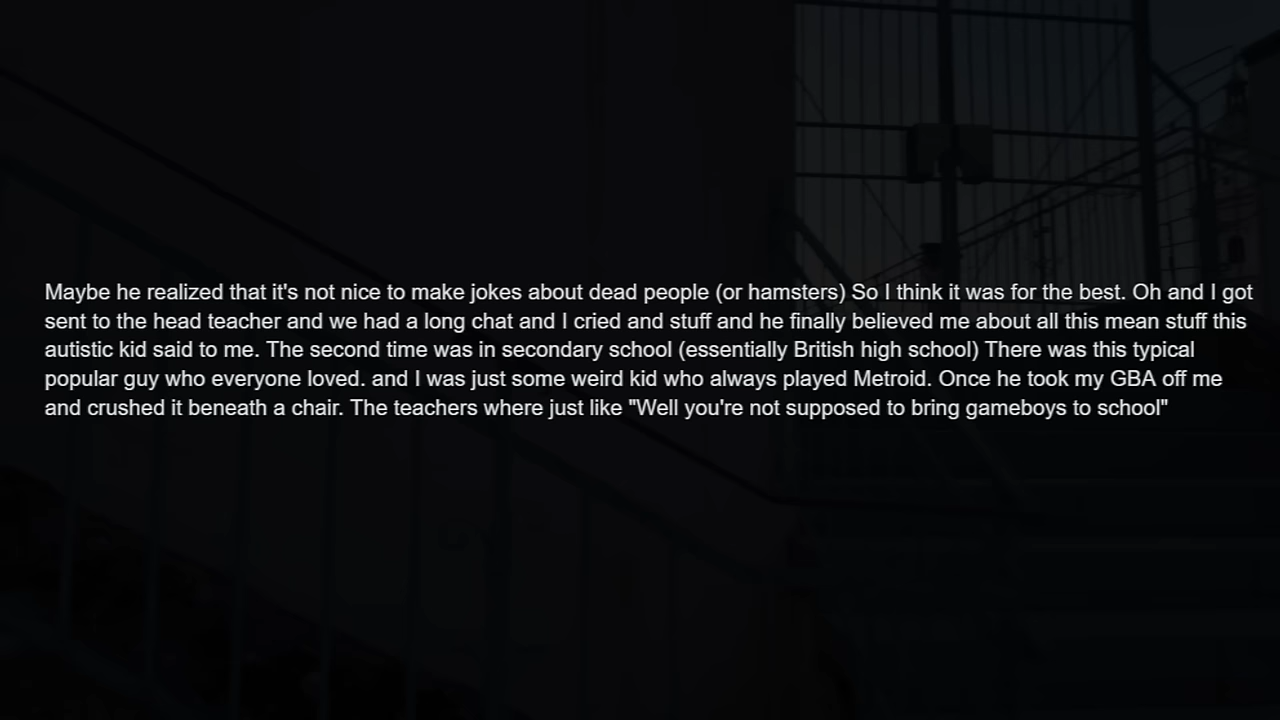 Maybe he realized that it's not nice to make jokes about dead people (or hamsters) So I think it was for the best. Oh and I got
sent to the head teacher and we had a long chat and I cried and stuff and he finally believed me about all this mean stuff this
autistic kid said to me. The second time was in secondary school (essentially British high school) There was this typical
popular guy who everyone loved. and I was just some weird kid who always played Metroid. Once he took my GBA off me
and crushed it beneath a chair. The teachers where just like "Well you're not supposed to bring gameboys to school"